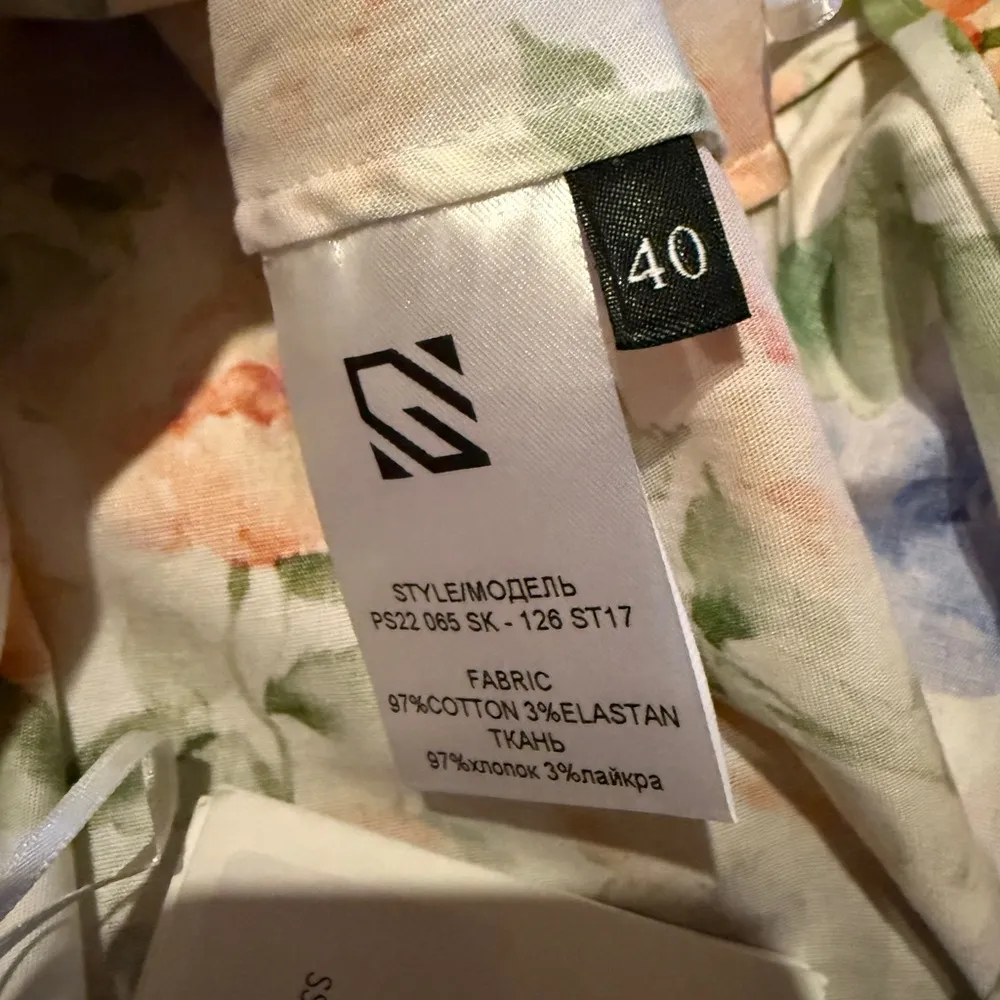 40
STYLE/МОДЕЛЬ
PS22 065 SK - 126 ST17
FABRIC
97%COTTON 3%ELASTAN
ТКАНЬ
97%хлопок 3%лайкра